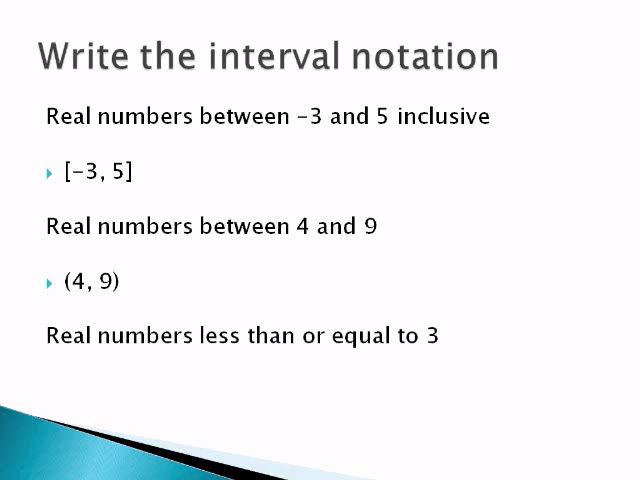 Write the interval notation
Real numbers between -3 and 5 inclusive
[-3, 5]
Real numbers between 4 and 9
(4, 9)
Real numbers less than or equal to 3